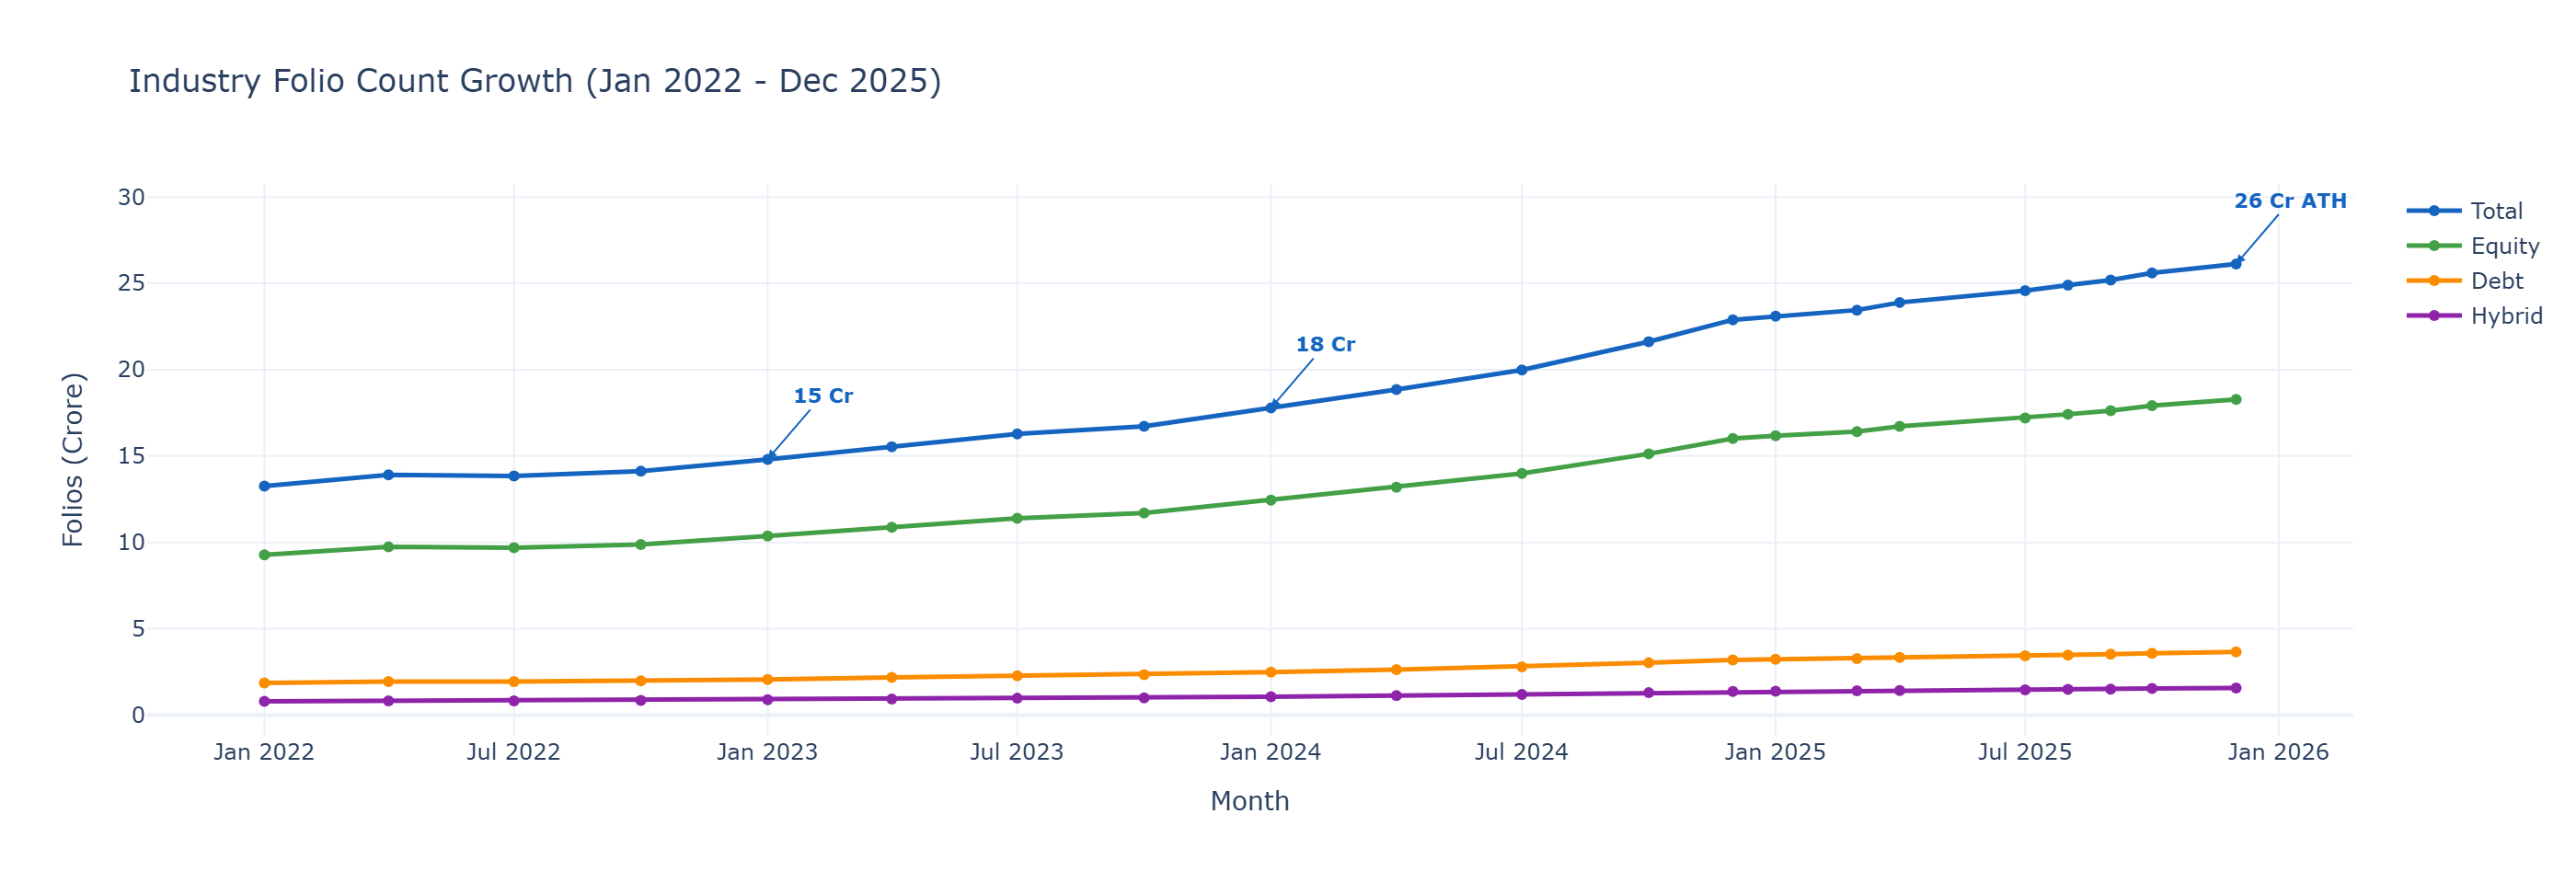 Industry Folio Count Growth (Jan 2022 - Dec 2025)
30
25
20
15
10
5
0
Folios (Crore)
15 Cr
18 Cr
26 Cr ATH
Total
Equity
Debt
Hybrid
Jan 2022
Jul 2022
Jan 2023
Jul 2023
Jan 2024
Jul 2024
Jan 2025
Jul 2025
Jan 2026
Month